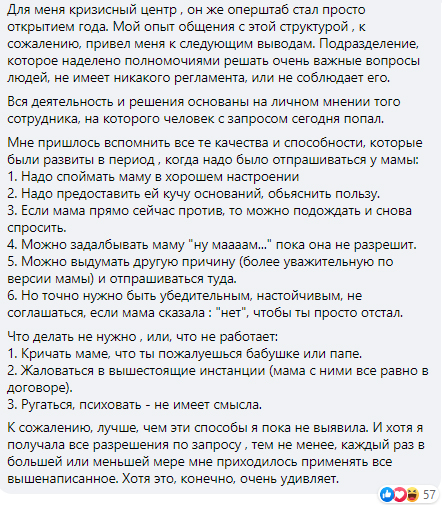 Для меня кризисный центр , он же оперштаб стал просто
открытием года. Мой опыт общения с этой структурой , к
сожалению, привел меня к следующим выводам. Подразделение,
которое наделено полномочиями решать очень важные вопросы
людей, не имеет никакого регламента, или не соблюдает его.
Вся деятельность и решения основаны на личном мнении того
сотрудника, на которого человек с запросом сегодня попал.
Мне пришлось вспомнить все те качества и способности, которые
были развиты в период , когда надо было отпрашиваться у мамы:
1. Надо споймать маму в хорошем настроении
2. Надо предоставить ей кучу оснований, обьяснить пользу.
3. Если мама прямо сейчас против, то можно подождать и снова
спросить.
4. Можно задалбывать маму "ну мааам..." пока она не разрешит.
5. Можно выдумать другую причину (более уважительную по
версии мамы) и отпрашиваться туда.
6. Но точно нужно быть убедительным, настойчивым, не
соглашаться, если мама сказала : "нет", чтобы ты просто отстал.
Что делать не нужно , или, что не работает:
1. Кричать маме, что ты пожалуешься бабушке или папе.
2. Жаловаться в вышестоящие инстанции (мама с ними все равно в
договоре).
3. Ругаться, психовать - не имеет смысла.
К сожалению, лучше, чем эти способы я пока не выявила. И хотя я
получала все разрешения по запросу , тем не менее, каждый раз в
большей или меньшей мере мне приходилось применять все
вышенаписанное. Хотя это, конечно, очень удивляет.
57